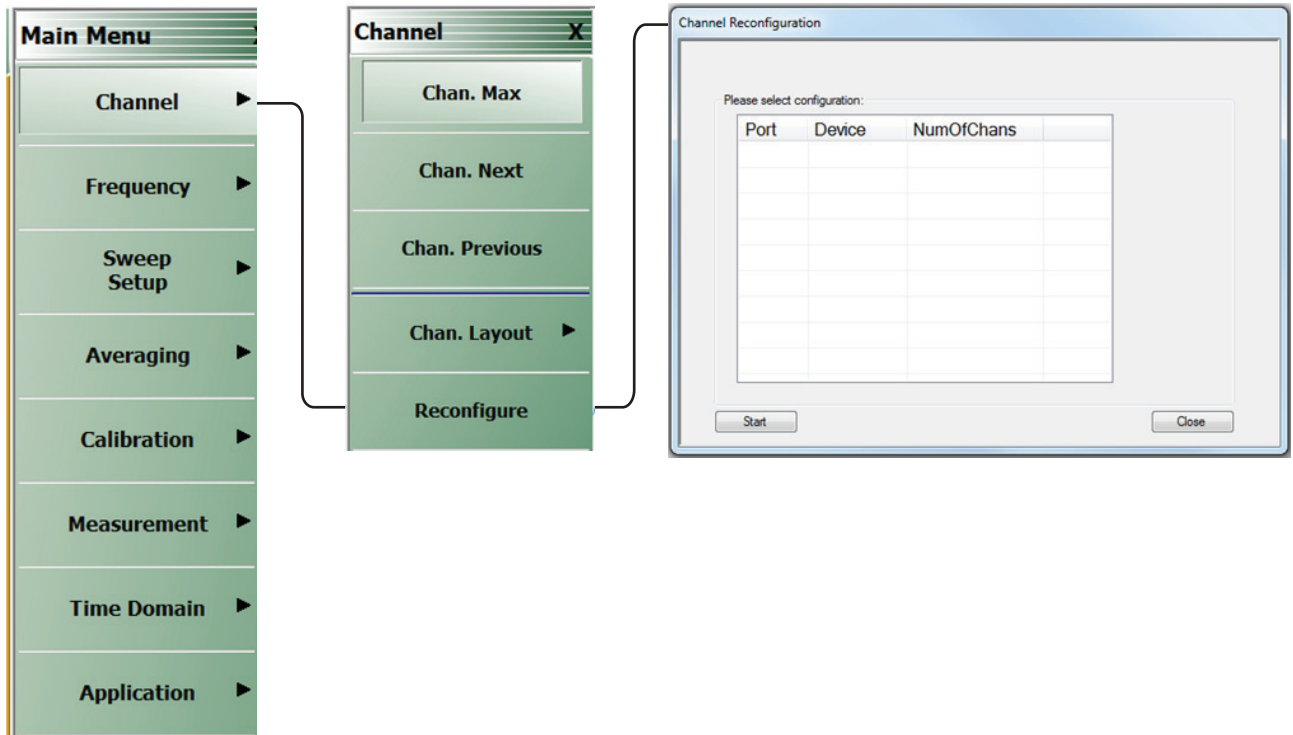 Main Menu
Channel
Frequency
Sweep
Setup
Averaging
Calibration
Measurement
Time Domain
Application
Channel X
Chan. Max
Chan. Next
Chan. Previous
Chan. Layout
Reconfigure
Channel Reconfiguration
Please select configuration:
Port Device NumOfChans
Start Close